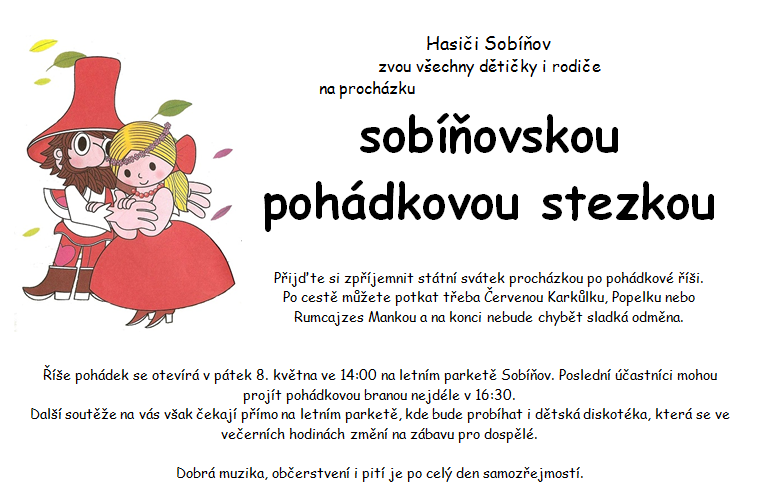 Hasiči Sobíňov
zvou všechny dětičky i rodiče
na procházku
sobíňovskou
pohádkovou stezkou
Přijďte si zpříjemnit státní svátek procházkou po pohádkové říši.
Po cestě můžete potkat třeba Červenou Karkůlku, Popelku nebo
Rumcajzes Mankou a na konci nebude chybět sladká odměna.
Říše pohádek se otevírá v pátek 8. května ve 14:00 na letním parketě Sobíňov. Poslední účastníci mohou
projít pohádkovou branou nejdéle v 16:30.
Další soutěže na vás však čekají přímo na letním parketě, kde bude probíhat i dětská diskotéka, která se ve
večerních hodinách změní na zábavu pro dospělé.
Dobrá muzika, občerstvení i pití je po celý den samozřejmostí.